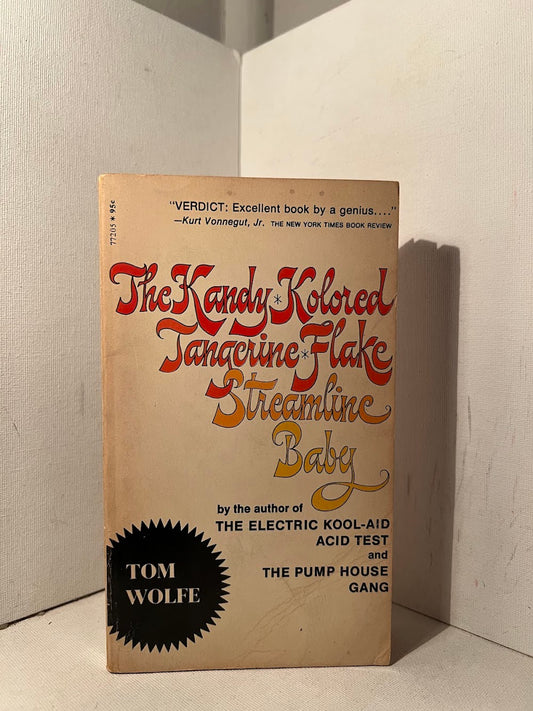 77205 * 95¢
"VERDICT: Excellent book by a genius...."
—Kurt Vonnegut, Jr. THE NEW YORK TIMES BOOK REVIEW
The Kandy*Kolored
Tangerine*Flake
Streamline
Baby
by the author of
THE ELECTRIC KOOL-AID
ACID TEST
and
THE PUMP HOUSE
GANG
TOM
WOLFE